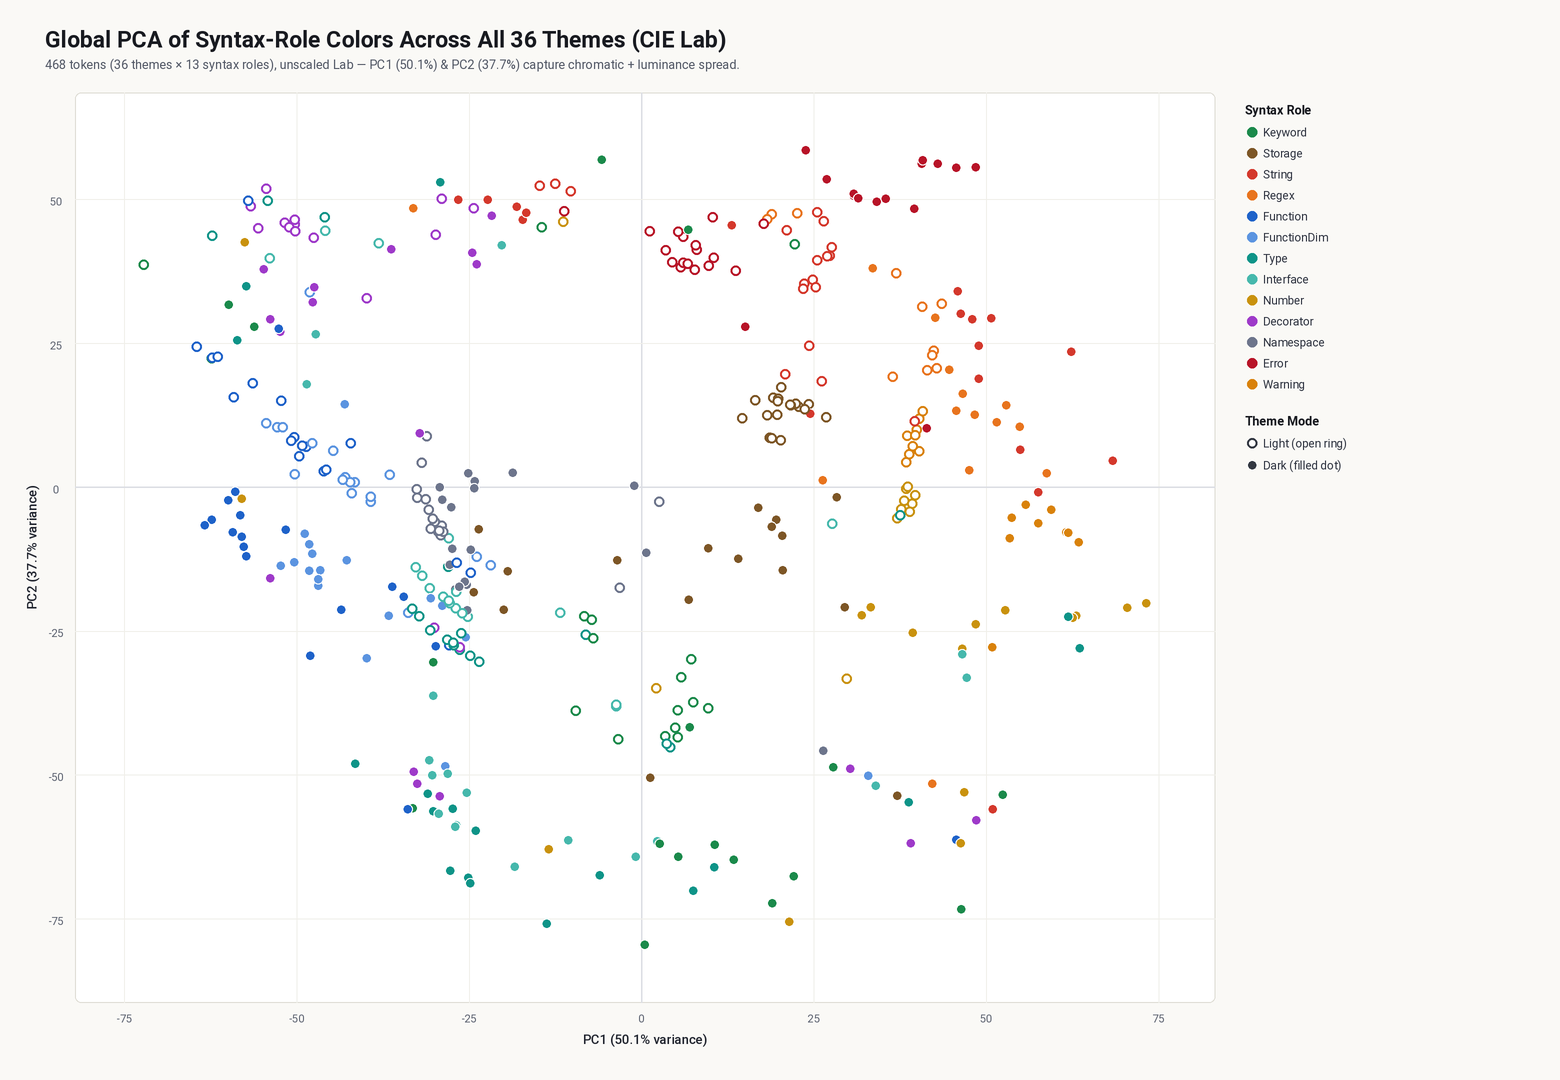 Global PCA of Syntax-Role Colors Across All 36 Themes (CIE Lab)
468 tokens (36 themes × 13 syntax roles), unscaled Lab — PC1 (50.1%) & PC2 (37.7%) capture chromatic + luminance spread.
Syntax Role
Keyword
Storage
String
Regex
Function
FunctionDim
Type
Interface
Number
Decorator
Namespace
Error
Warning
Theme Mode
Light (open ring)
Dark (filled dot)
PC2 (37.7% variance)
50
25
0
-25
-50
-75
-75
-50
-25
0
25
50
75
PC1 (50.1% variance)